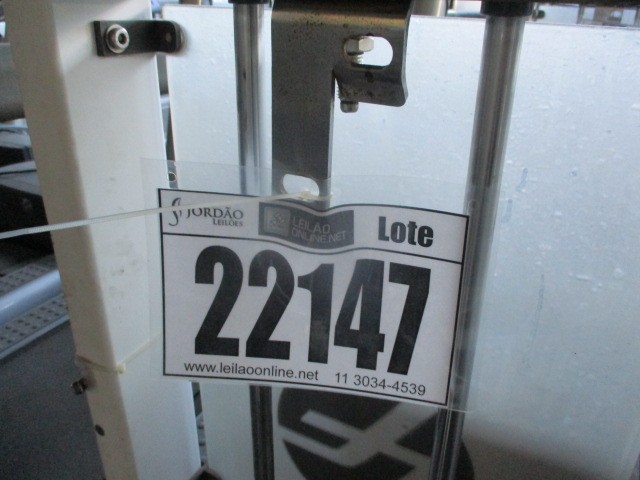 JORDÃO
LEILÕES
LEILAO
ONLINE.NET
Lote
22147
www.leilaoonline.net 11 3034-4539